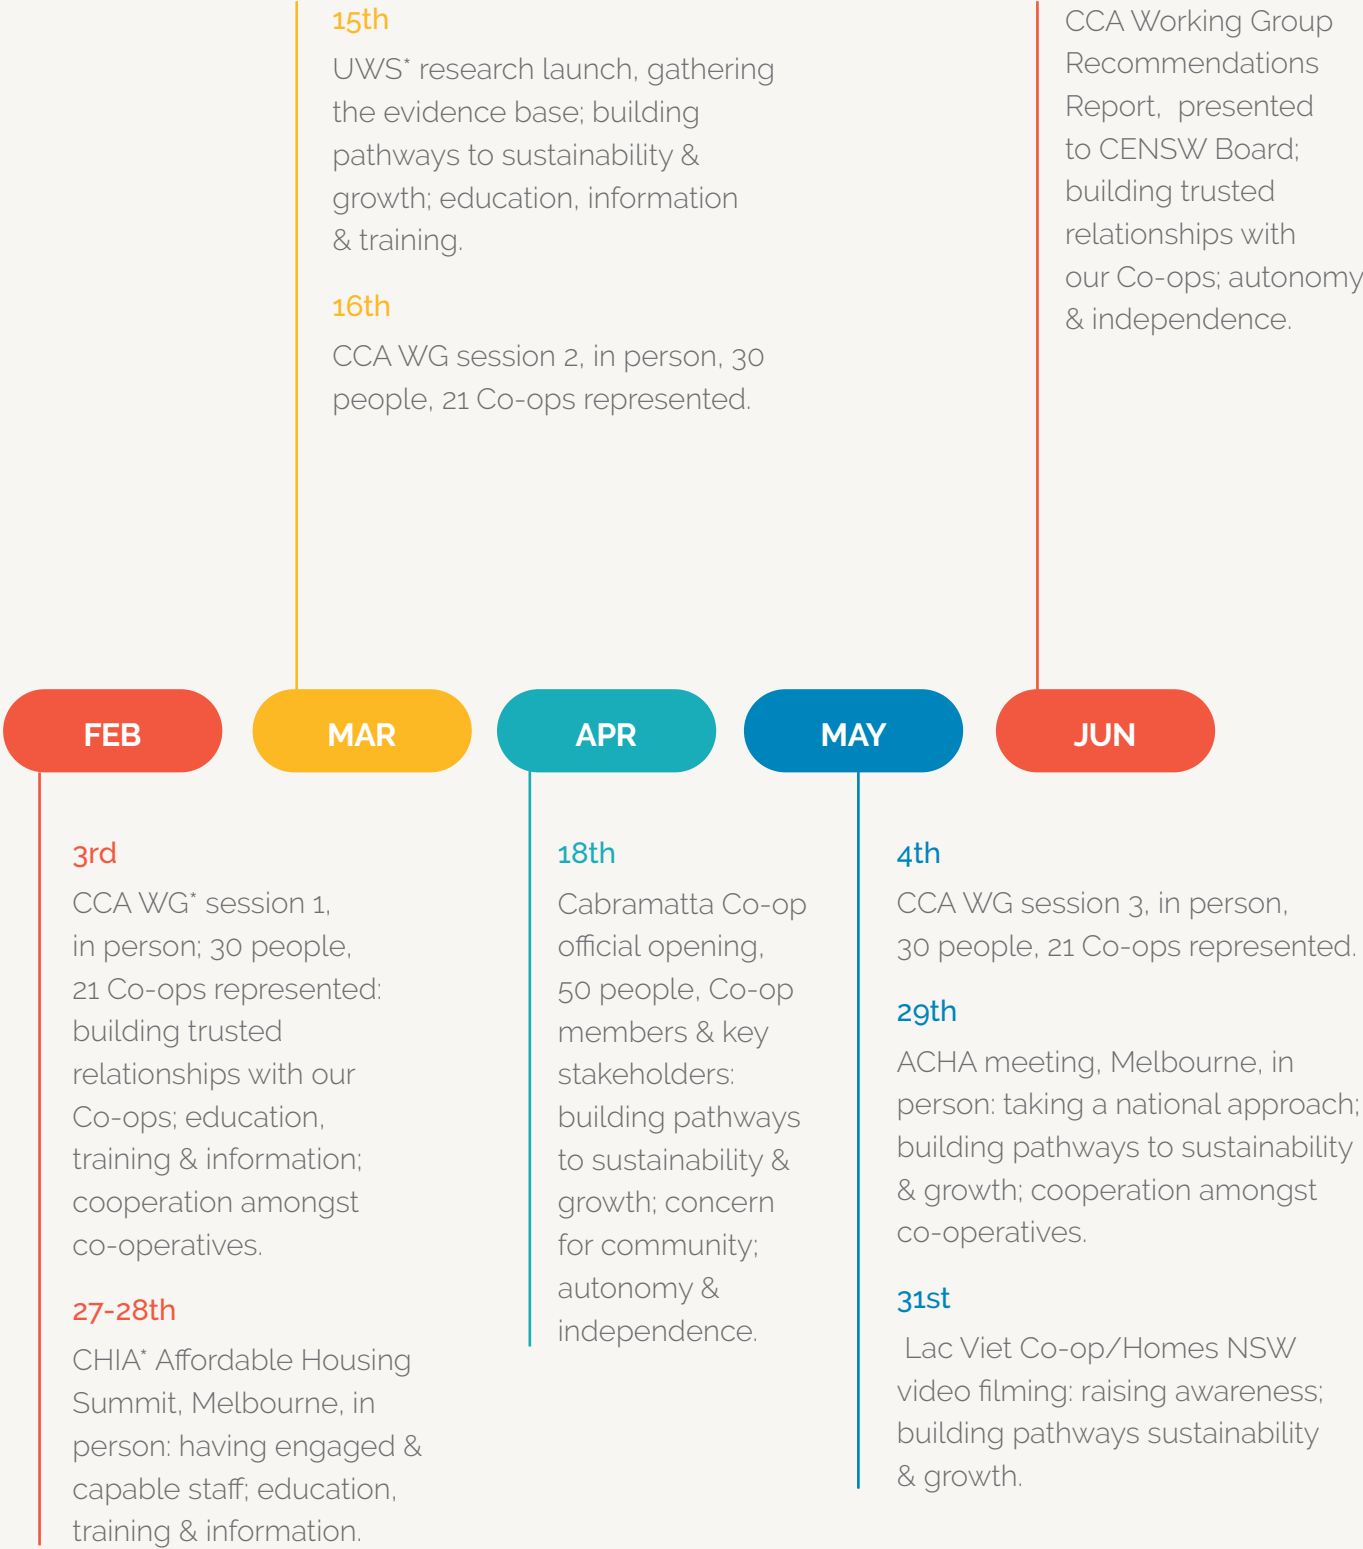 15th
UWS* research launch, gathering
the evidence base; building
pathways to sustainability &
growth; education, information
& training.
16th
CCA WG session 2, in person, 30
people, 21 Co-ops represented.
CCA Working Group
Recommendations
Report, presented
to CENSW Board;
building trusted
relationships with
our Co-ops; autonomy
& independence.
FEB
MAR
APR
MAY
JUN
3rd
CCA WG* session 1,
in person; 30 people,
21 Co-ops represented:
building trusted
relationships with our
Co-ops; education,
training & information;
cooperation amongst
co-operatives.
27-28th
CHIA* Affordable Housing
Summit, Melbourne, in
person: having engaged &
capable staff; education,
training & information.
18th
Cabramatta Co-op
official opening,
50 people, Co-op
members & key
stakeholders:
building pathways
to sustainability &
growth; concern
for community;
autonomy &
independence.
4th
CCA WG session 3, in person,
30 people, 21 Co-ops represented.
29th
ACHA meeting, Melbourne, in
person: taking a national approach;
building pathways to sustainability
& growth; cooperation amongst
co-operatives.
31st
Lac Viet Co-op/Homes NSW
video filming: raising awareness;
building pathways sustainability
& growth.